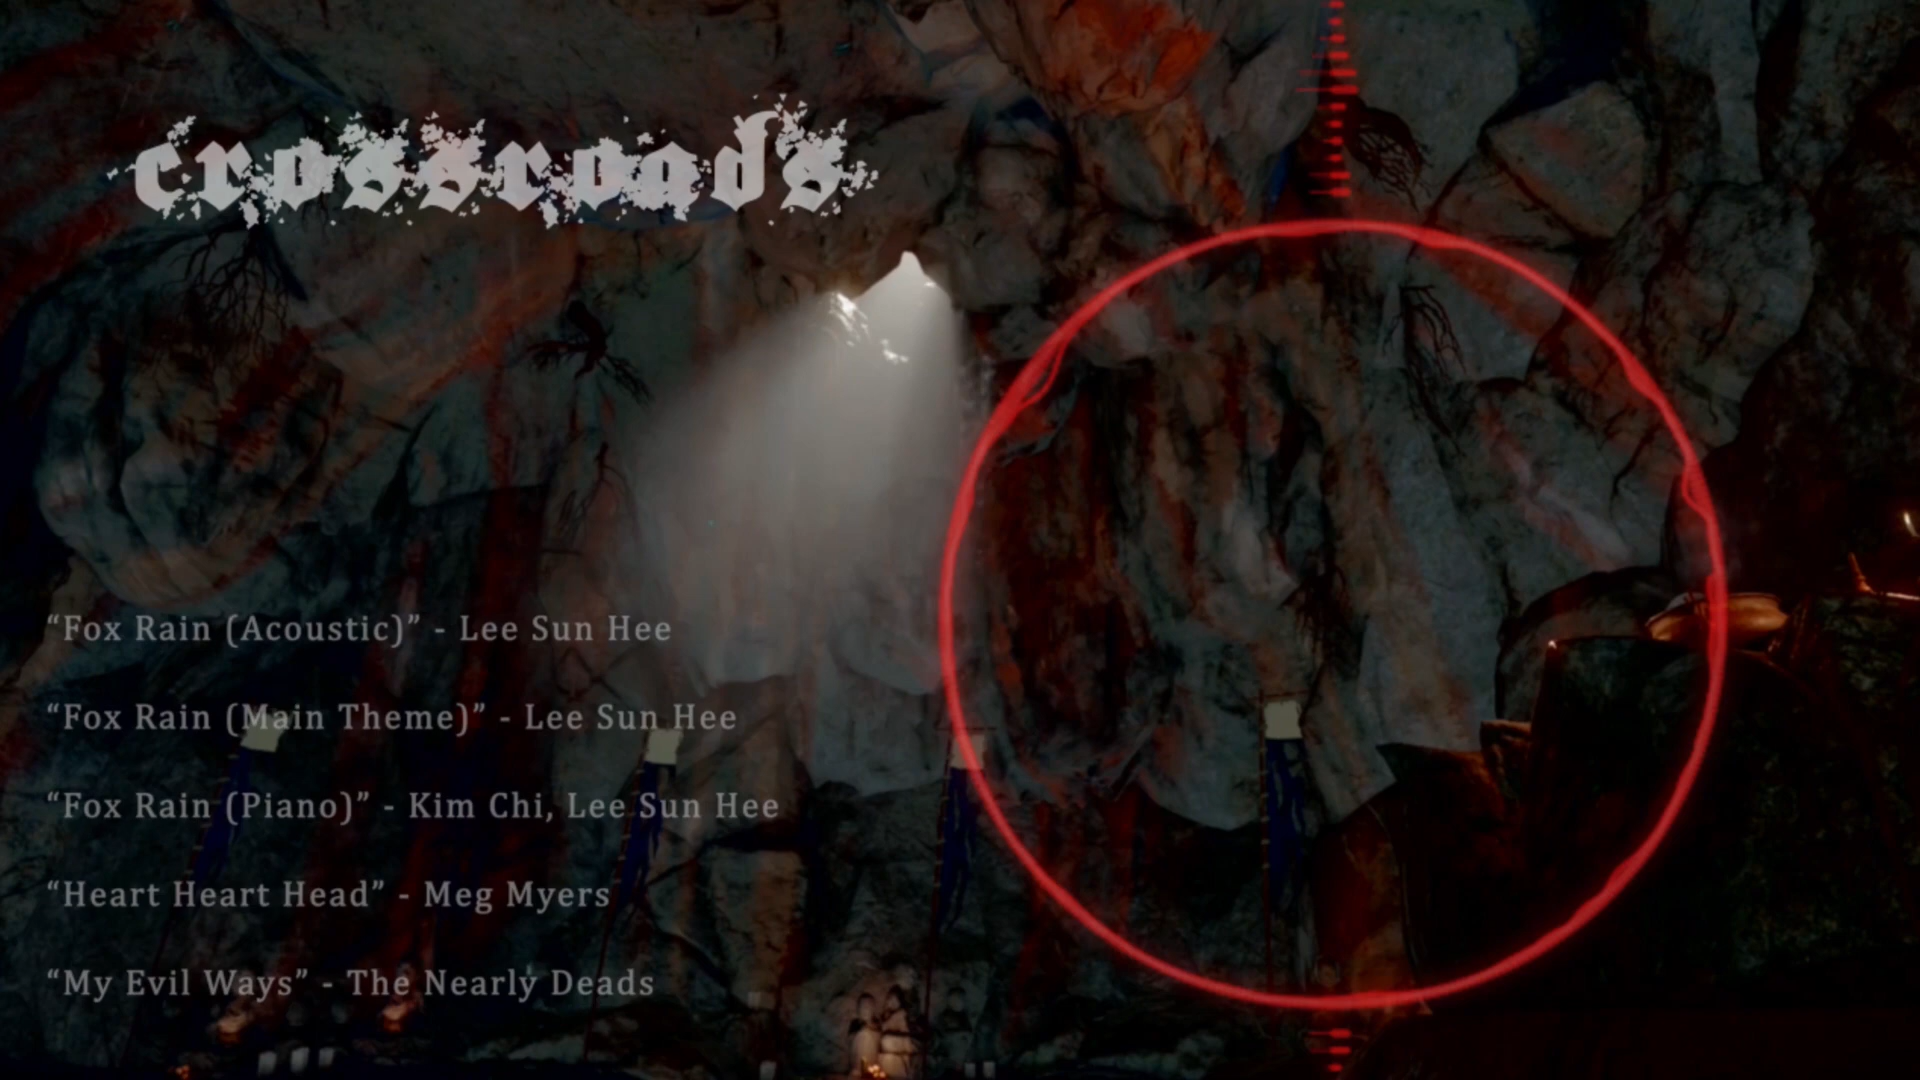 crossroads
“Fox Rain (Acoustic)” - Lee Sun Hee
“Fox Rain (Main Theme)” - Lee Sun Hee
“Fox Rain (Piano)” - Kim Chi, Lee Sun Hee
“Heart Heart Head” - Meg Myers
“My Evil Ways” - The Nearly Deads